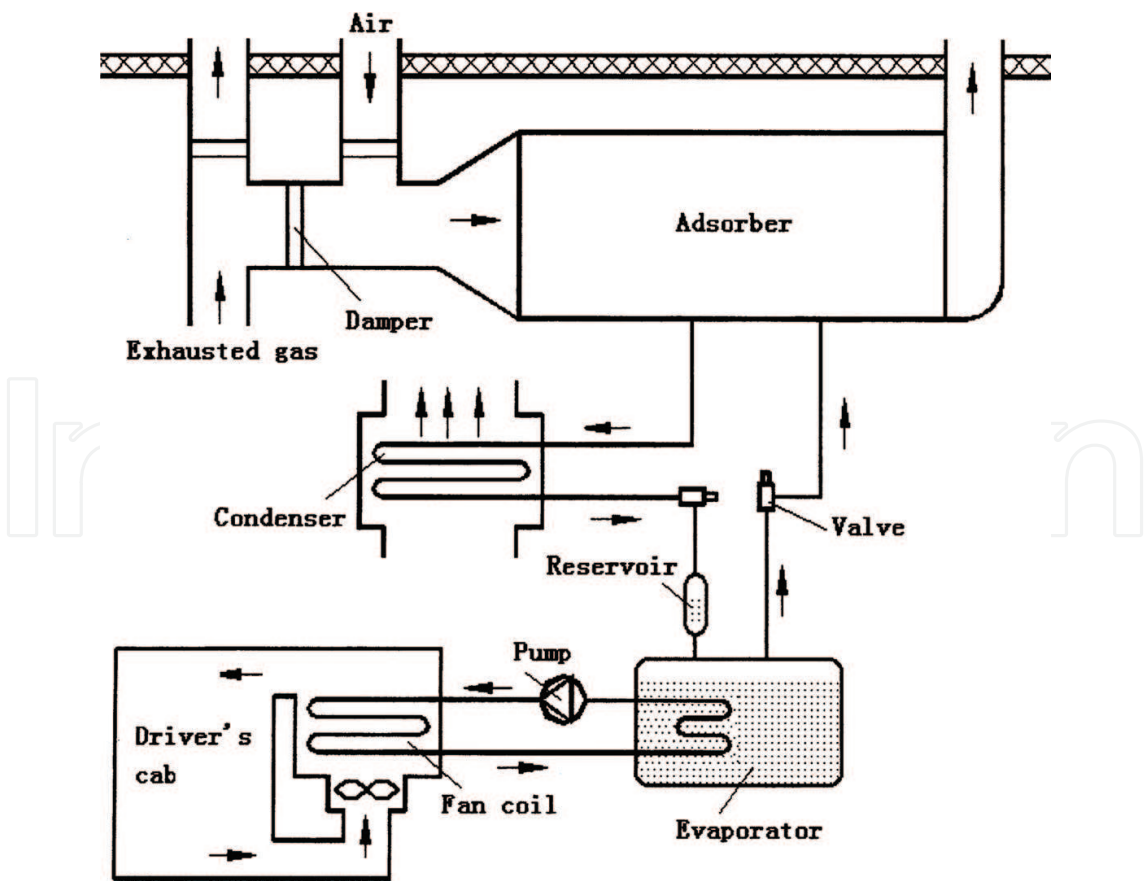 Air
Adsorber
Damper
Exhausted gas
Condenser
Valve
Reservoir
Pump
Driver's
cab
Fan coil
Evaporator